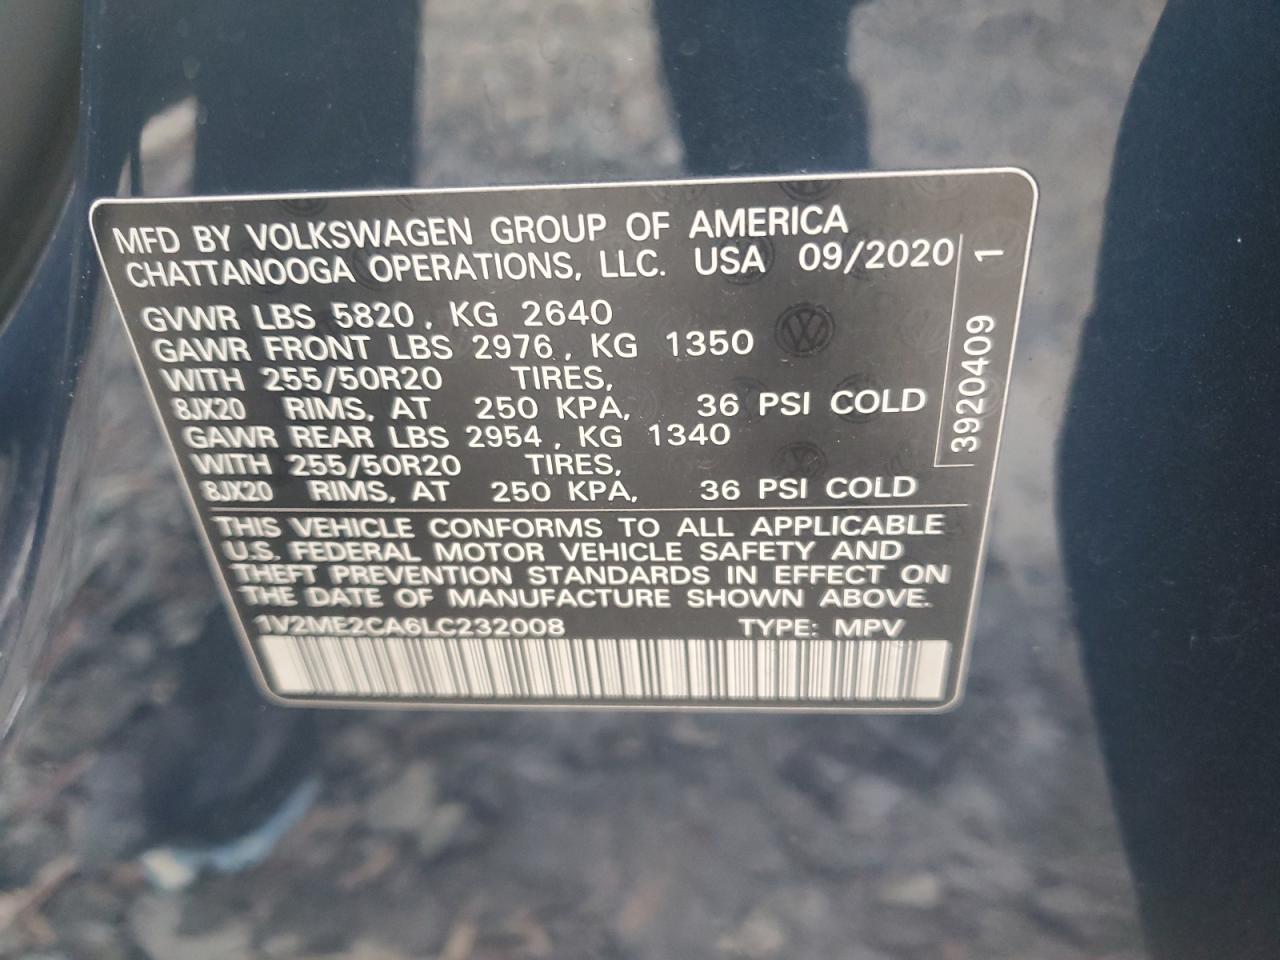 MFD BY VOLKSWAGEN GROUP OF AMERICA
CHATTANOOGA OPERATIONS, LLC. USA 09/2020
GVWR LBS 5820, KG 2640
GAWR FRONT LBS 2976, KG 1350
WITH 255/50R20 TIRES,
8JX20 RIMS, AT 250 KPA, 36 PSI COLD
GAWR REAR LBS 2954, KG 1340
WITH 255/50R20 TIRES,
8JX20 RIMS, AT 250 KPA, 36 PSI COLD
THIS VEHICLE CONFORMS TO ALL APPLICABLE
U.S. FEDERAL MOTOR VEHICLE SAFETY AND
THEFT PREVENTION STANDARDS IN EFFECT ON
THE DATE OF MANUFACTURE SHOWN ABOVE.
1V2ME2CA6LC232008 TYPE: MPV
3920409 1